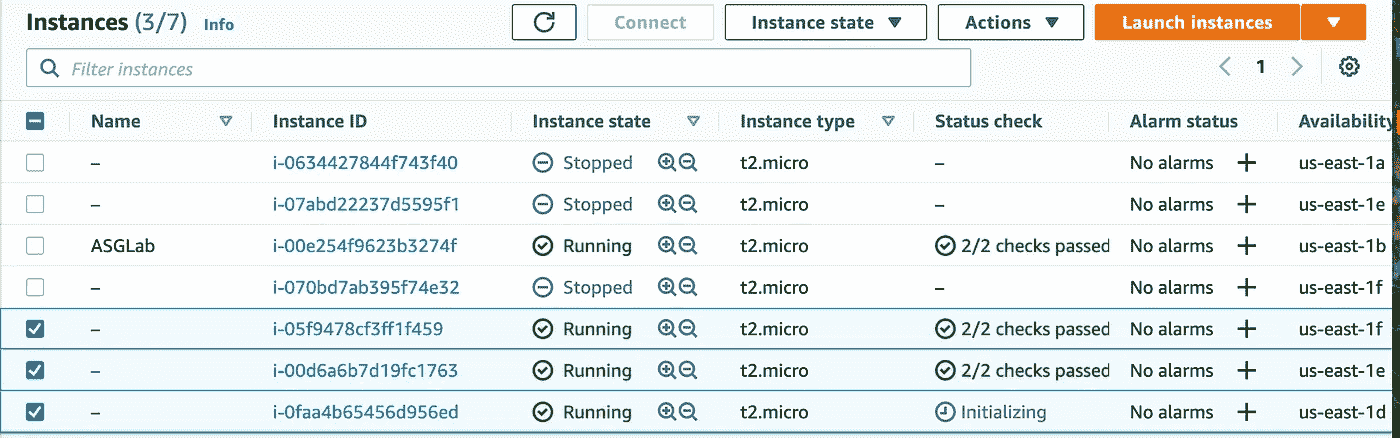 Instances (3/7) Info Connect Instance state Actions Launch instances
Filter instances 1
Name Instance ID Instance state Instance type Status check Alarm status Availability
– i-0634427844f743f40 Stopped t2.micro – No alarms + us-east-1a
– i-07abd22237d5595f1 Stopped t2.micro – No alarms + us-east-1e
ASGLab i-00e254f9623b3274f Running t2.micro 2/2 checks passed No alarms + us-east-1b
– i-070bd7ab395f74e32 Stopped t2.micro – No alarms + us-east-1f
– i-05f9478cf3ff1f459 Running t2.micro 2/2 checks passed No alarms + us-east-1f
– i-00d6a6b7d19fc1763 Running t2.micro 2/2 checks passed No alarms + us-east-1e
– i-0faa4b65456d956ed Running t2.micro Initializing No alarms + us-east-1d